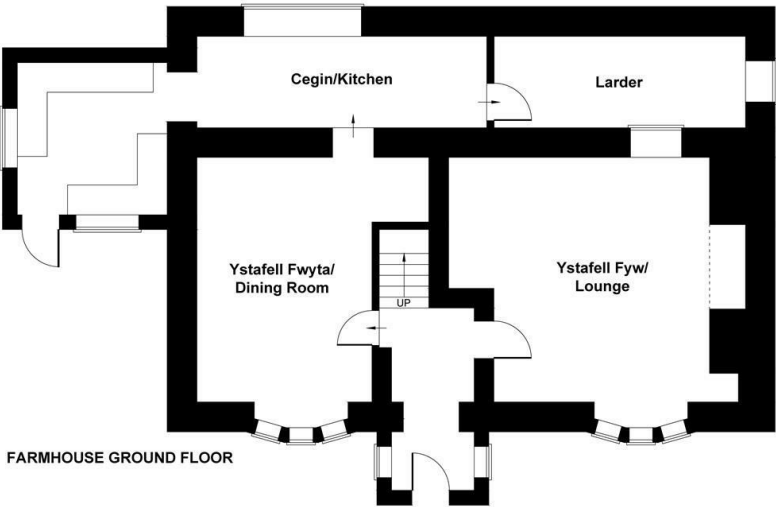 Cegin/Kitchen
Larder
Ystafell Fwyta/
Dining Room
UP
Ystafell Fyw/
Lounge
FARMHOUSE GROUND FLOOR